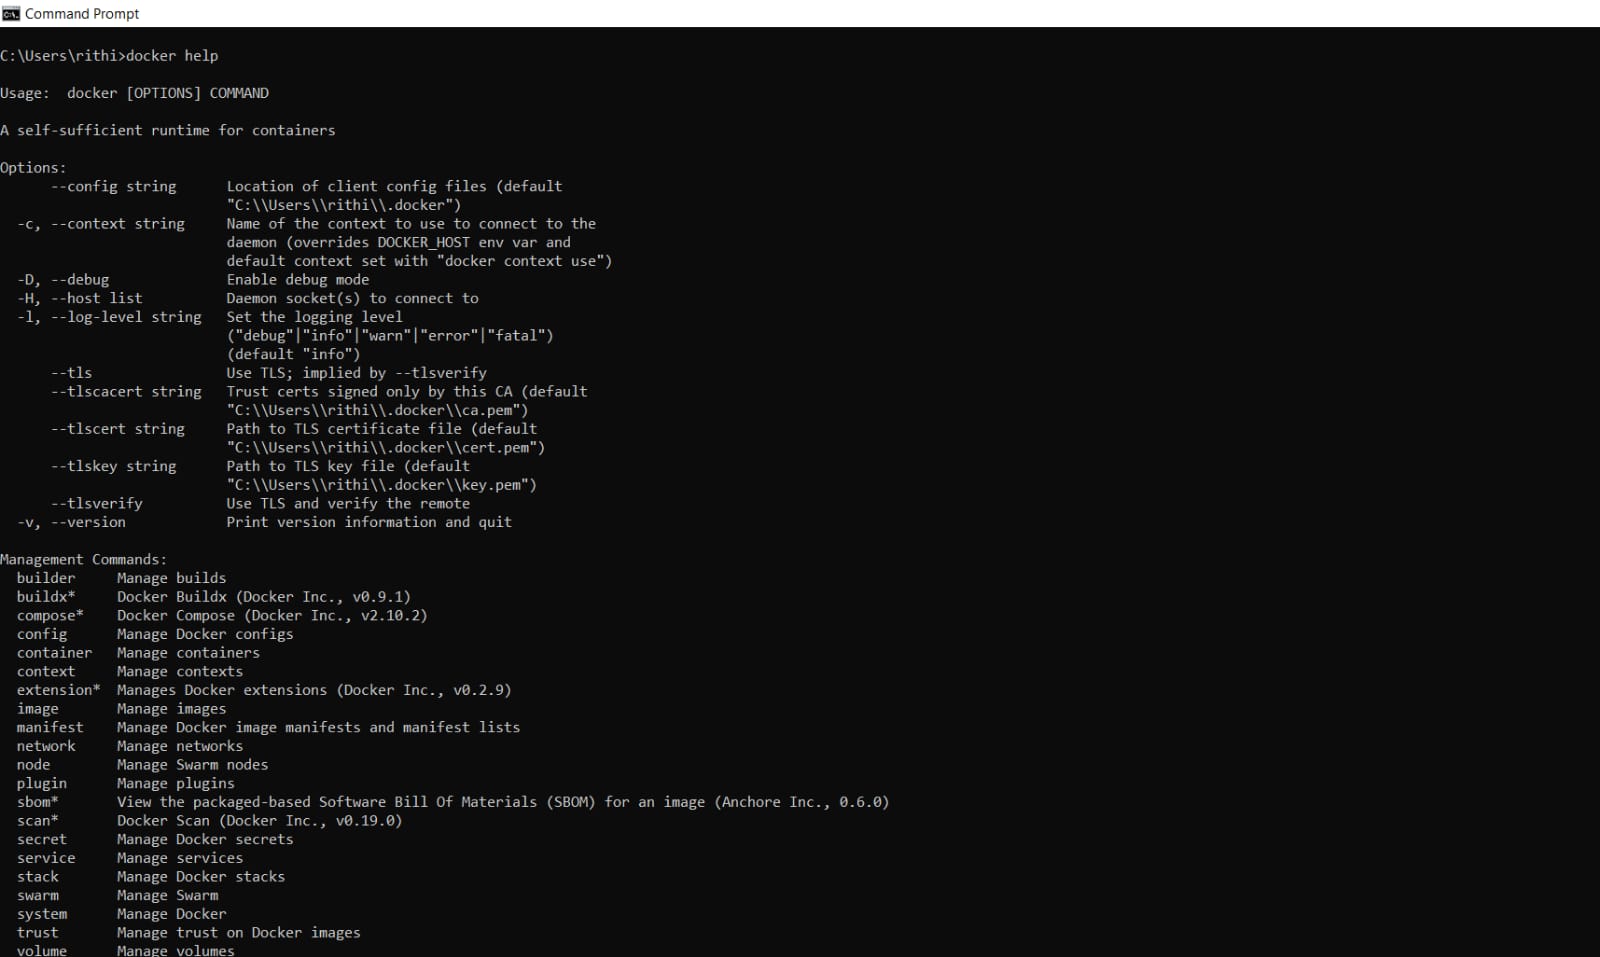 Command Prompt
C:\Users\rithi>docker help
Usage:  docker [OPTIONS] COMMAND
A self-sufficient runtime for containers
Options:
      --config string      Location of client config files (default
                           "C:\\Users\\rithi\\.docker")
  -c, --context string     Name of the context to use to connect to the
                           daemon (overrides DOCKER_HOST env var and
                           default context set with "docker context use")
  -D, --debug              Enable debug mode
  -H, --host list          Daemon socket(s) to connect to
  -l, --log-level string   Set the logging level
                           ("debug"|"info"|"warn"|"error"|"fatal")
                           (default "info")
      --tls                Use TLS; implied by --tlsverify
      --tlscacert string   Trust certs signed only by this CA (default
                           "C:\\Users\\rithi\\.docker\\ca.pem")
      --tlscert string     Path to TLS certificate file (default
                           "C:\\Users\\rithi\\.docker\\cert.pem")
      --tlskey string      Path to TLS key file (default
                           "C:\\Users\\rithi\\.docker\\key.pem")
      --tlsverify          Use TLS and verify the remote
  -v, --version            Print version information and quit
Management Commands:
  builder     Manage builds
  buildx*     Docker Buildx (Docker Inc., v0.9.1)
  compose*    Docker Compose (Docker Inc., v2.10.2)
  config      Manage Docker configs
  container   Manage containers
  context     Manage contexts
  extension*  Manages Docker extensions (Docker Inc., v0.2.9)
  image       Manage images
  manifest    Manage Docker image manifests and manifest lists
  network     Manage networks
  node        Manage Swarm nodes
  plugin      Manage plugins
  sbom*       View the packaged-based Software Bill Of Materials (SBOM) for an image (Anchore Inc., 0.6.0)
  scan*       Docker Scan (Docker Inc., v0.19.0)
  secret      Manage Docker secrets
  service     Manage services
  stack       Manage Docker stacks
  swarm       Manage Swarm
  system      Manage Docker
  trust       Manage trust on Docker images
  volume      Manage volumes